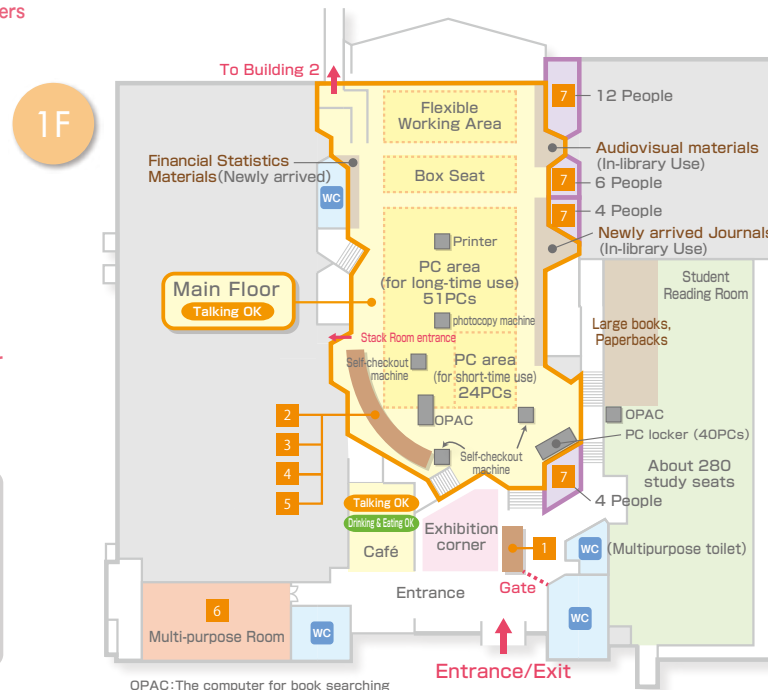 ers
To Building 2
1F
Flexible
Working Area
7
12 People
Financial Statistics
Materials(Newly arrived)
Audiovisual materials
(In-library Use)
Box Seat
7
6 People
WC
7
4 People
Newly arrived Journals
(In-library Use)
Printer
PC area
(for long-time use)
51PCs
Student
Reading Room
Main Floor
Talking OK
photocopy machine
Large books,
Paperbacks
Stack Room entrance
Self-checkout
machine
PC area
(for short-time use)
24PCs
2
3
4
5
OPAC
OPAC
PC locker (40PCs)
Self-checkout
machine
7
4 People
About 280
study seats
Talking OK
Drinking & Eating OK
Café
Exhibition
corner
1
WC
(Multipurpose toilet)
Gate
Entrance
6
Multi-purpose Room
WC
WC
Entrance/Exit
OPAC:The computer for book searching